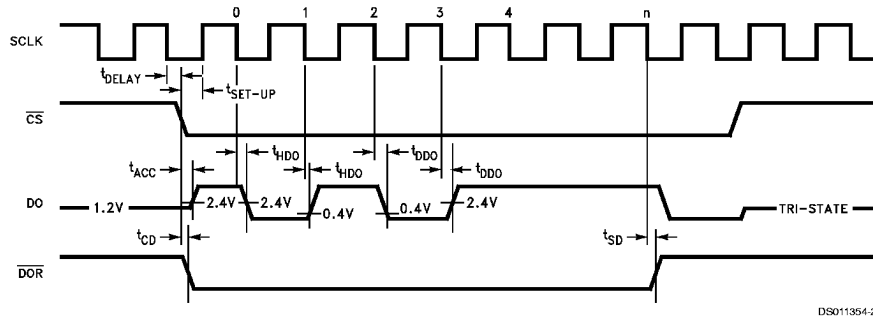 0 1 2 3 4 n
SCLK
tDELAY
tSET-UP
CS
tHDO tHDO tDDO tDDO
tACC
DO 1.2V 2.4V 2.4V 0.4V 0.4V 2.4V TRI-STATE
tCD tSD
DOR
DS011354-2